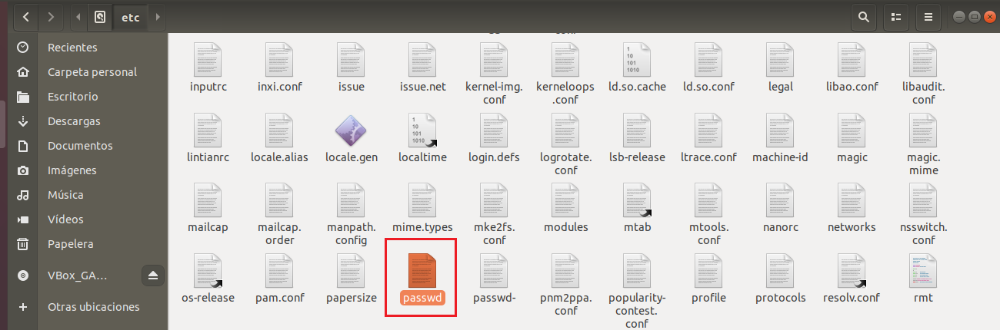 etc
Recientes
Carpeta personal
Escritorio
Descargas
Documentos
Imágenes
Música
Vídeos
Papelera
VBox_GA...
Otras ubicaciones
conf
inputrc
inxi.conf
issue
issue.net
kernel-img.
conf
kerneloops
.conf
ld.so.cache
ld.so.conf
legal
libao.conf
libaudit.
conf
lintianrc
locale.alias
locale.gen
localtime
login.defs
logrotate.
conf
lsb-release
ltrace.conf
machine-id
magic
magic.
mime
mailcap
mailcap.
order
manpath.
config
mime.types
mke2fs.
conf
modules
mtab
mtools.
conf
nanorc
networks
nsswitch.
conf
os-release
pam.conf
papersize
passwd
passwd-
pnm2ppa.
conf
popularity-
contest.
conf
profile
protocols
resolv.conf
rmt